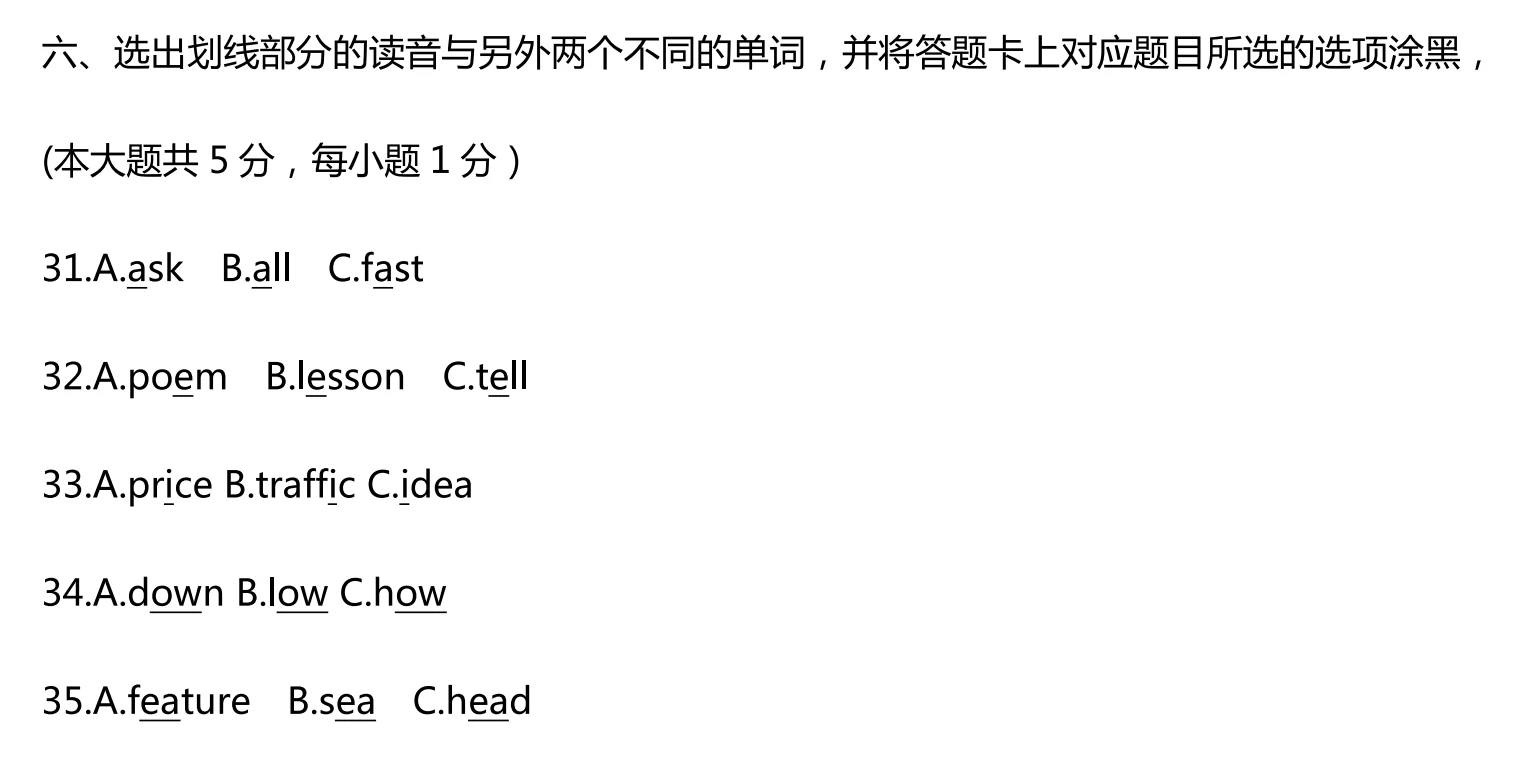 六、选出划线部分的读音与另外两个不同的单词，并将答题卡上对应题目所选的选项涂黑，
(本大题共 5 分，每小题 1 分）
31.A.ask B.all C.fast
32.A.poem B.lesson C.tell
33.A.price B.traffic C.idea
34.A.down B.low C.how
35.A.feature B.sea C.head